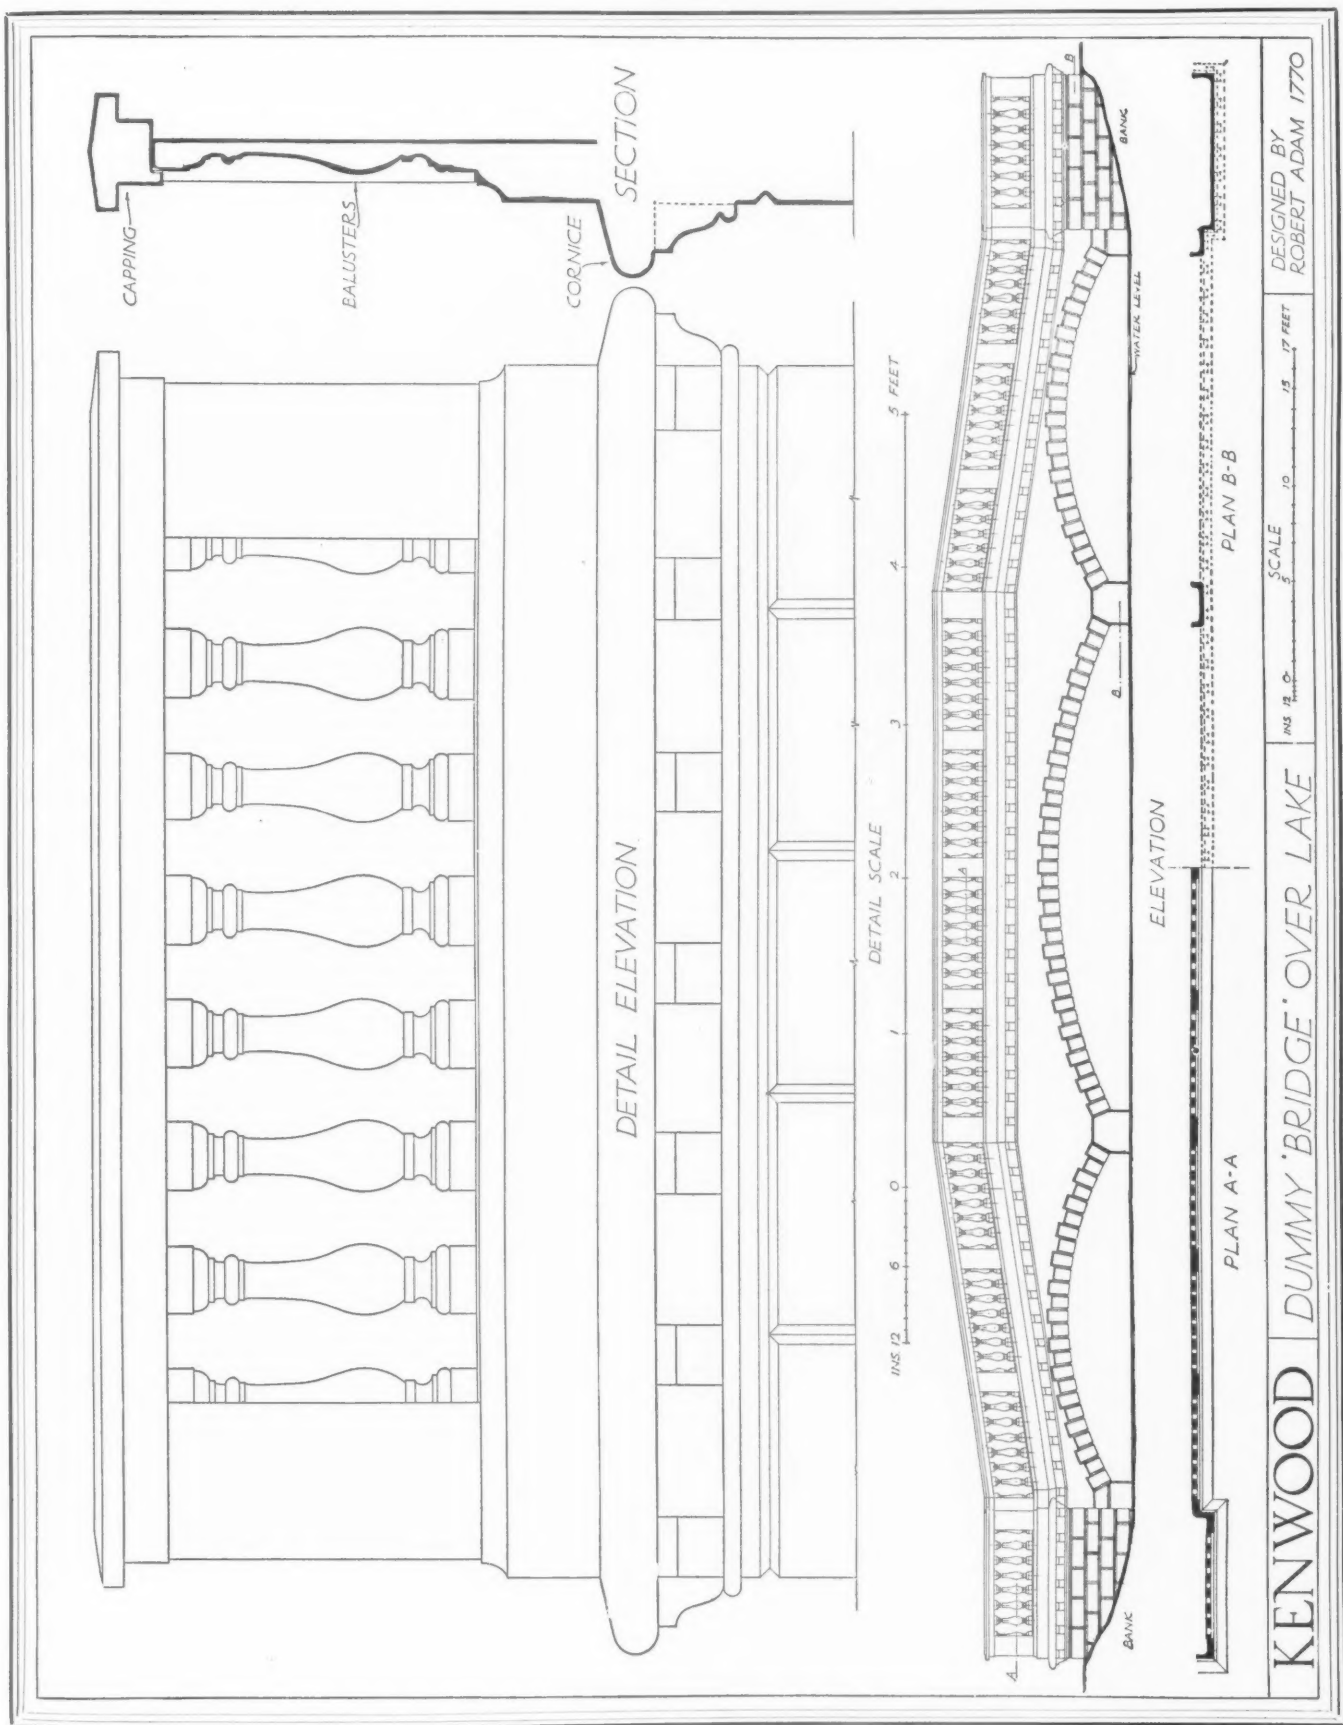 CAPPING
BALUSTERS
CORNICE
SECTION
DETAIL ELEVATION
INS. 12 6 0 1 2 3 4 5 FEET
DETAIL SCALE
A
A
B
B
BANK
BANK
WATER LEVEL
ELEVATION
PLAN A-A
PLAN B-B
KENWOOD
DUMMY 'BRIDGE' OVER LAKE
SCALE
INS 12 0 5 10 15 17 FEET
DESIGNED BY
ROBERT ADAM 1770